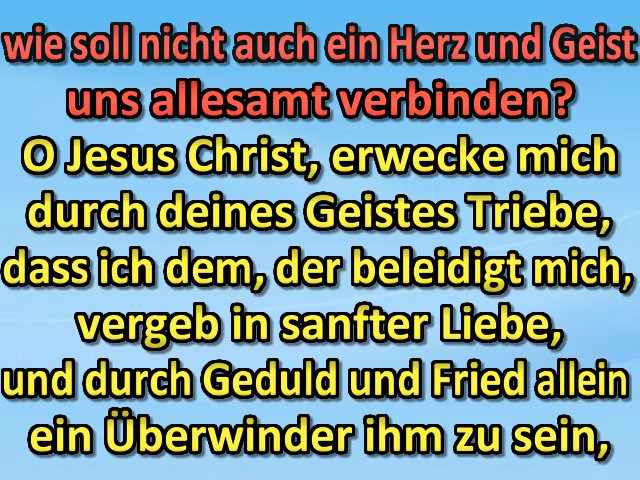 wie soll nicht auch ein Herz und Geist
uns allesamt verbinden?
O Jesus Christ, erwecke mich
durch deines Geistes Triebe,
dass ich dem, der beleidigt mich,
vergeb in sanfter Liebe,
und durch Geduld und Fried allein
ein Überwinder ihm zu sein,